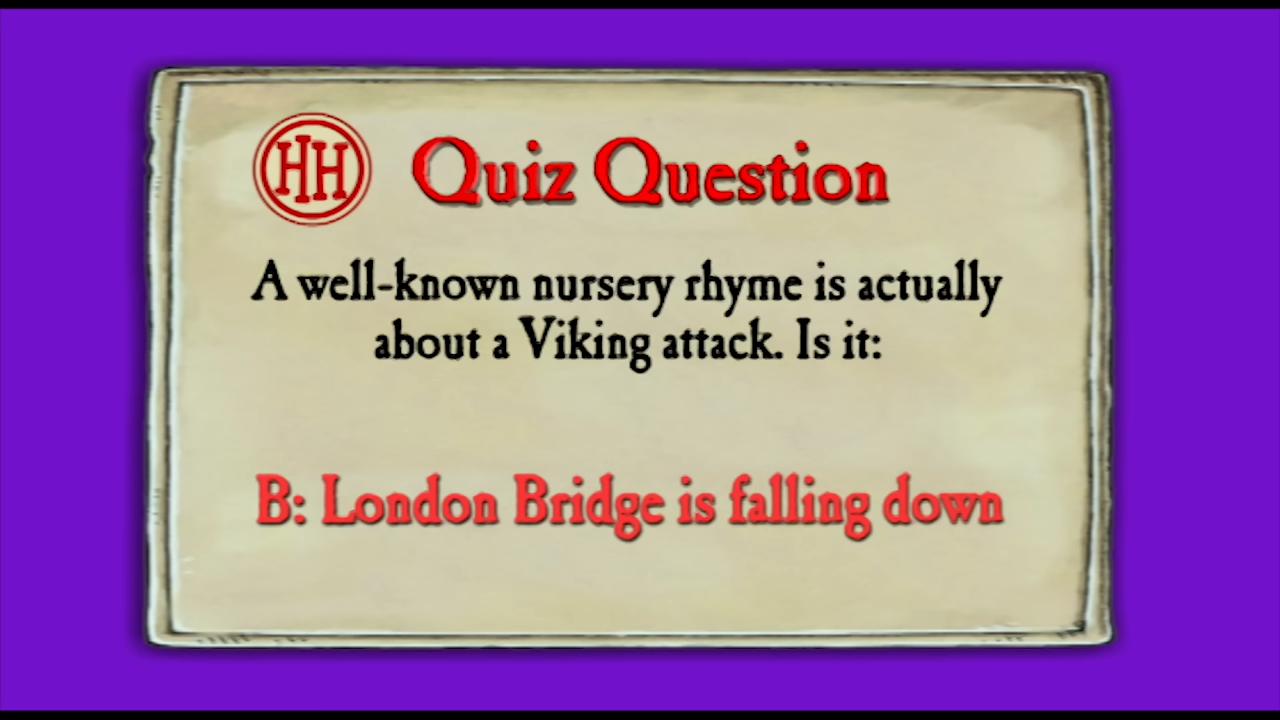 HH Quiz Question
A well-known nursery rhyme is actually
about a Viking attack. Is it:
B: London Bridge is falling down